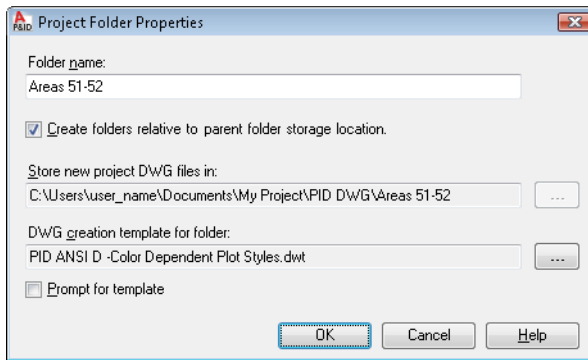 P&ID Project Folder Properties
Folder name:
Areas 51-52
Create folders relative to parent folder storage location.
Store new project DWG files in:
C:\Users\user_name\Documents\My Project\PID DWG\Areas 51-52
...
DWG creation template for folder:
PID ANSI D -Color Dependent Plot Styles.dwt
...
Prompt for template
OK Cancel Help